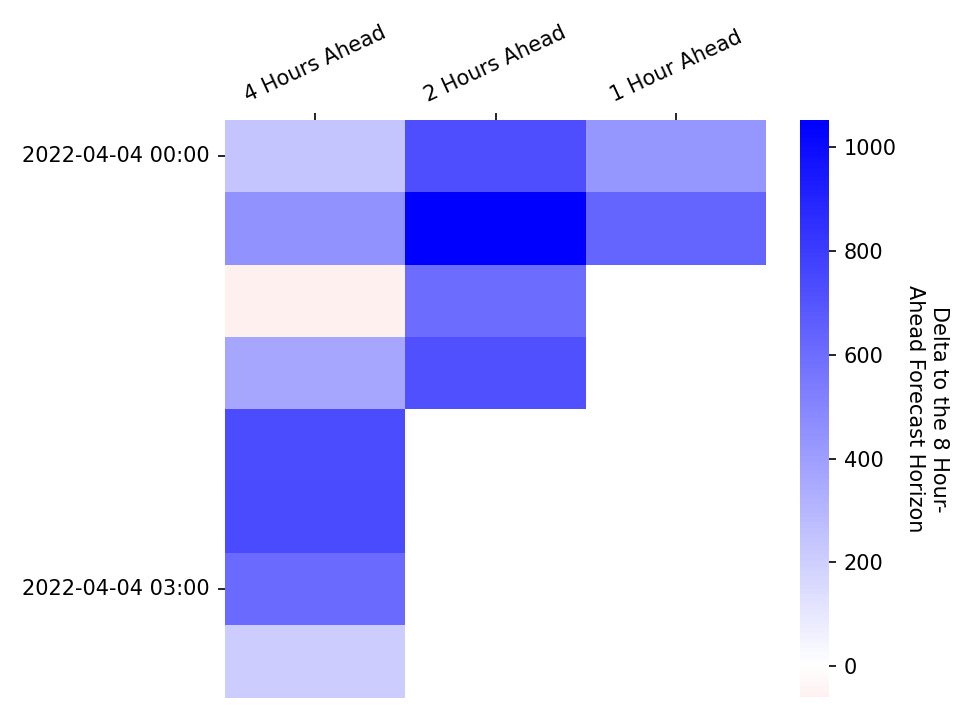 4 Hours Ahead
2 Hours Ahead
1 Hour Ahead
2022-04-04 00:00
2022-04-04 03:00
1000
800
600
400
200
0
Delta to the 8 Hour-
Ahead Forecast Horizon